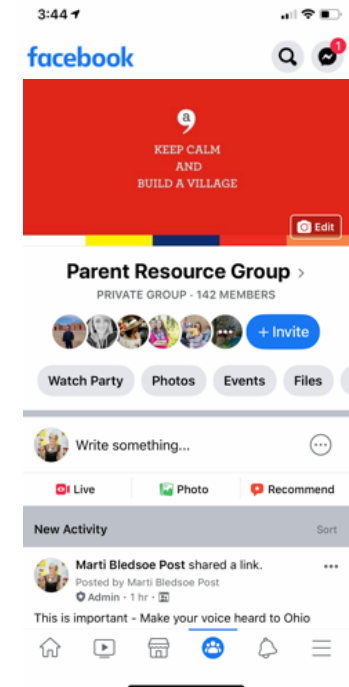 3:44
facebook
1
a
KEEP CALM
AND
BUILD A VILLAGE
Edit
Parent Resource Group >
PRIVATE GROUP · 142 MEMBERS
+ Invite
Watch Party Photos Events Files
Write something...
Live Photo Recommend
New Activity Sort
Marti Bledsoe Post shared a link.
Posted by Marti Bledsoe Post
Admin · 1 hr ·
This is important - Make your voice heard to Ohio